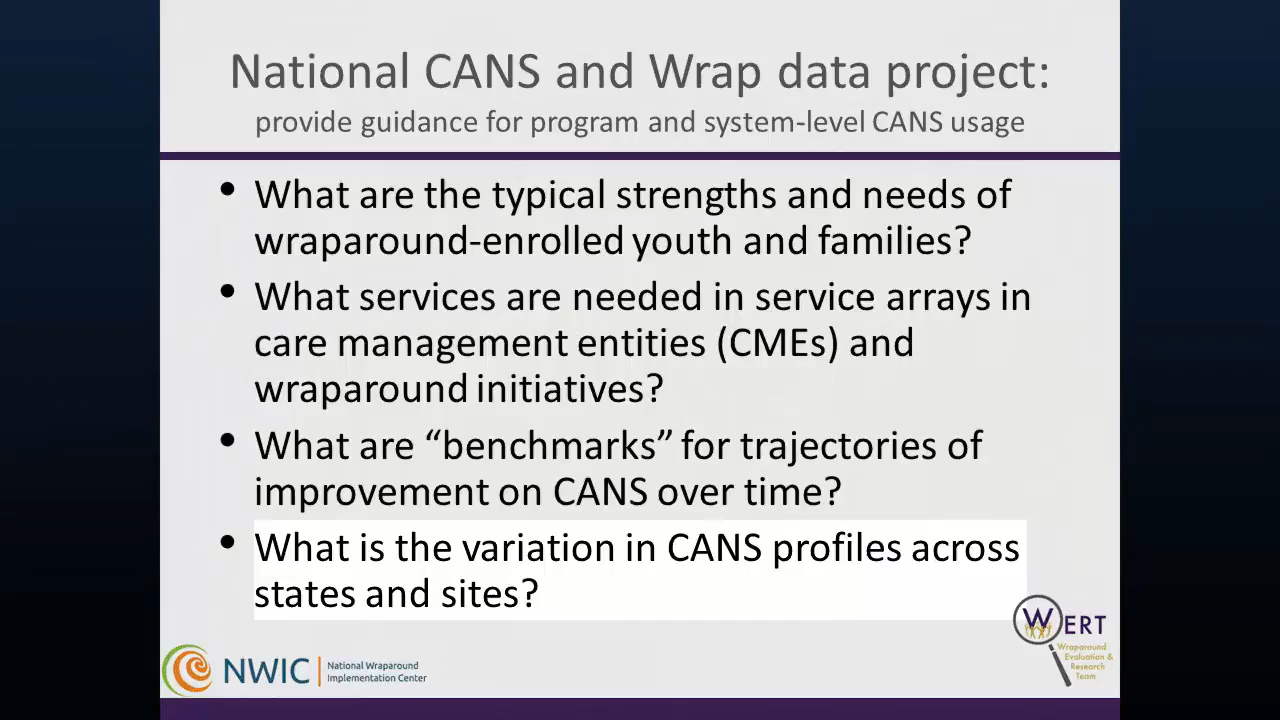 National CANS and Wrap data project:
provide guidance for program and system-level CANS usage
• What are the typical strengths and needs of
wraparound-enrolled youth and families?
• What services are needed in service arrays in
care management entities (CMEs) and
wraparound initiatives?
• What are “benchmarks” for trajectories of
improvement on CANS over time?
• What is the variation in CANS profiles across
states and sites?
NWIC
National Wraparound
Implementation Center
WERT
Wraparound
Evaluation &
Research
Team